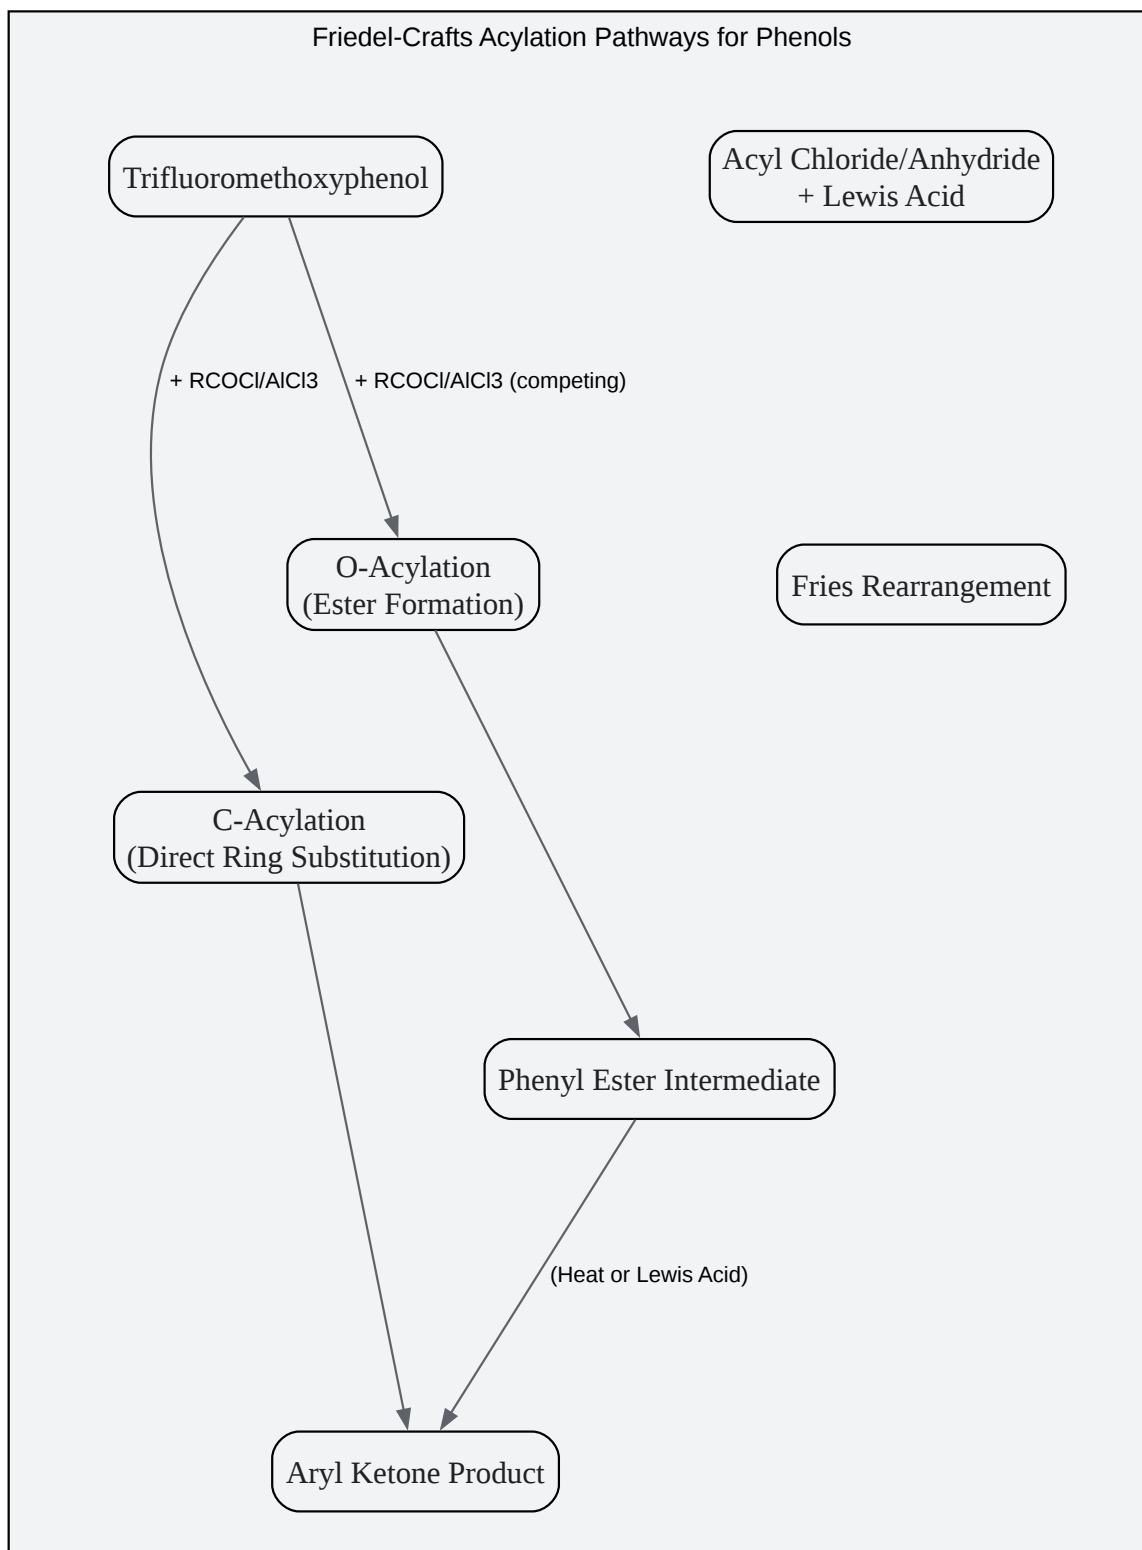 Friedel-Crafts Acylation Pathways for Phenols
Trifluoromethoxyphenol
Acyl Chloride/Anhydride
+ Lewis Acid
+ RCOCl/AlCl3
+ RCOCl/AlCl3 (competing)
O-Acylation
(Ester Formation)
Fries Rearrangement
C-Acylation
(Direct Ring Substitution)
Phenyl Ester Intermediate
(Heat or Lewis Acid)
Aryl Ketone Product